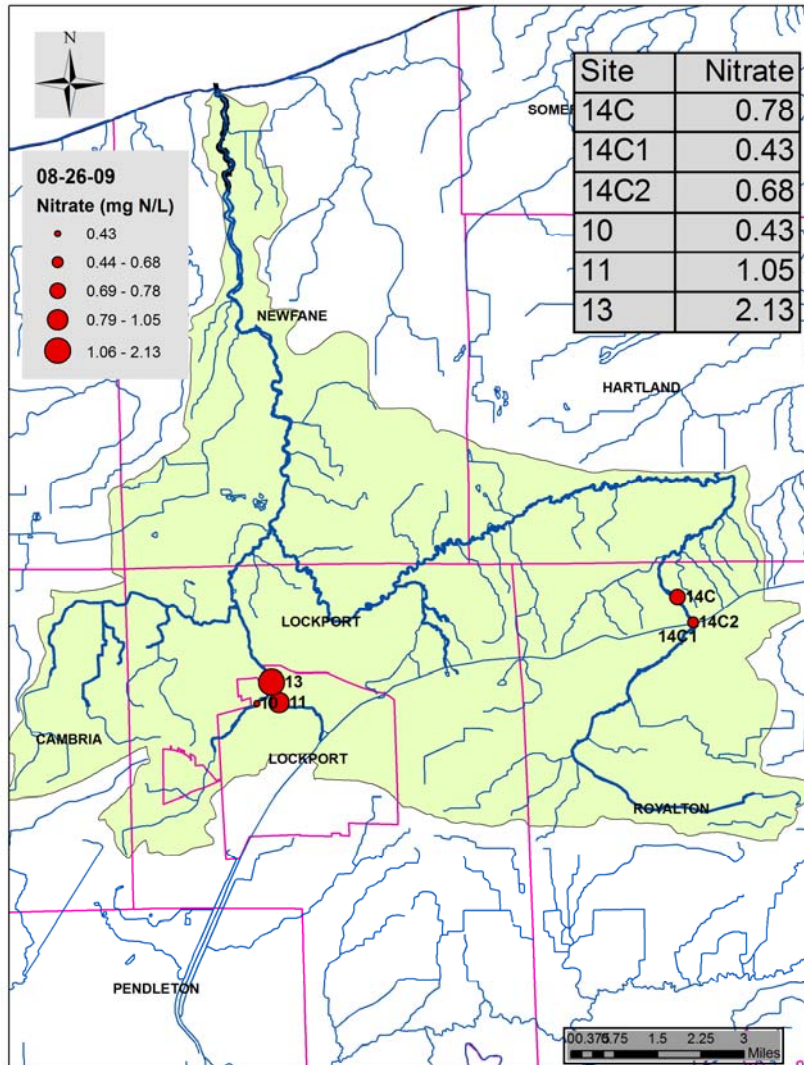 N
08-26-09
Nitrate (mg N/L)
0.43
0.44 - 0.68
0.69 - 0.78
0.79 - 1.05
1.06 - 2.13
Site Nitrate
14C 0.78
14C1 0.43
14C2 0.68
10 0.43
11 1.05
13 2.13
SOMER
NEWFANE
HARTLAND
14C
14C2
14C1
LOCKPORT
13
10 11
CAMBRIA
LOCKPORT
ROYALTON
PENDLETON
1.5 2.25 3
Miles